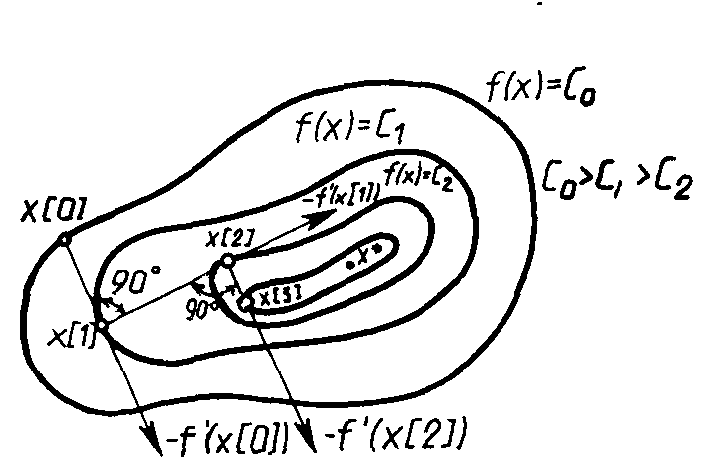 f(x)=C₀
f(x)=C₁
f(x)=C₂
C₀>C₁>C₂
x[0]
-f'(x[1])
x[2]
x*
90°
90°
x[3]
x[1]
-f'(x[0])
-f'(x[2])